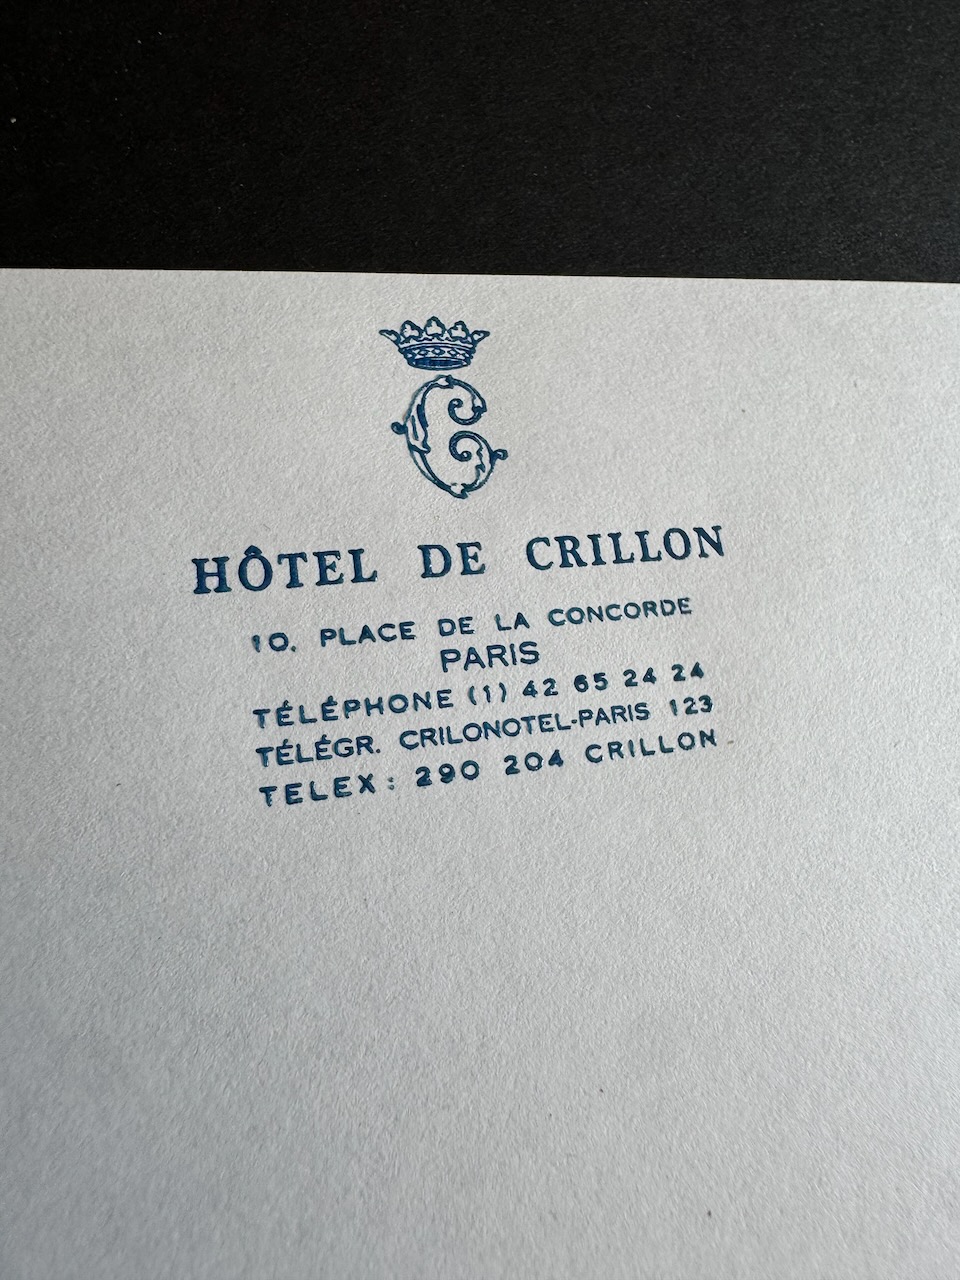 HÔTEL DE CRILLON
10, PLACE DE LA CONCORDE
PARIS
TÉLÉPHONE (1) 42 65 24 24
TÉLÉGR. CRILONOTEL-PARIS 123
TELEX: 290 204 CRILLON